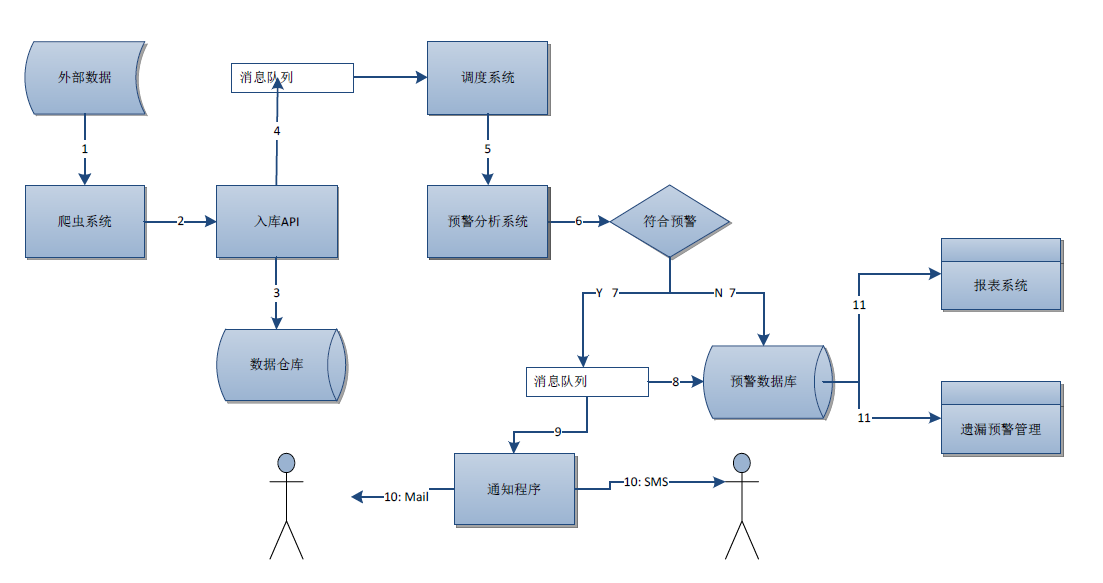 外部数据
消息队列
调度系统
1
4
5
爬虫系统
2
入库API
预警分析系统
6
符合预警
3
Y 7
N 7
报表系统
11
数据仓库
消息队列
8
预警数据库
11
遗漏预警管理
9
10: Mail
通知程序
10: SMS